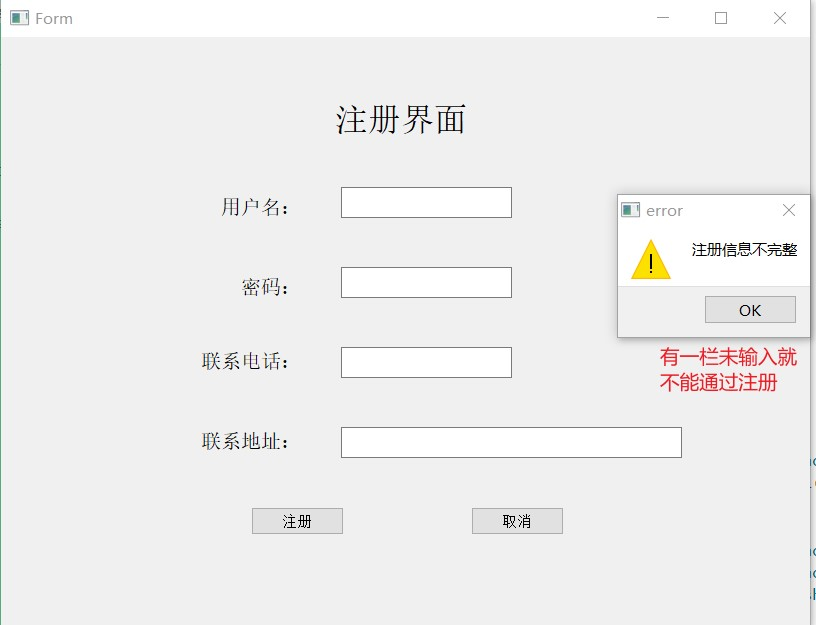 Form
注册界面
用户名：
密码：
联系电话：
联系地址：
注册
取消
error
注册信息不完整
OK
有一栏未输入就
不能通过注册